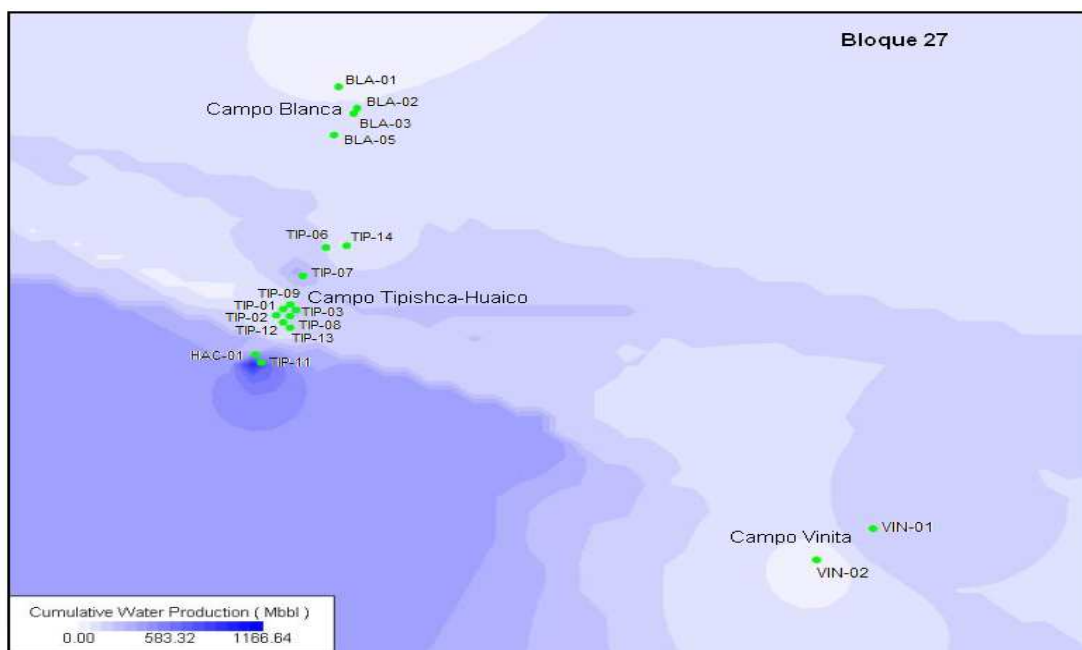 Bloque 27
BLA-01
Campo Blanca
BLA-02
BLA-03
BLA-05
TIP-06
TIP-14
TIP-07
TIP-09
Campo Tipishca-Huaico
TIP-01
TIP-03
TIP-02
TIP-08
TIP-12
TIP-13
HAC-01
TIP-11
VIN-01
Campo Vinita
VIN-02
Cumulative Water Production ( Mbbl )
0.00 583.32 1166.64